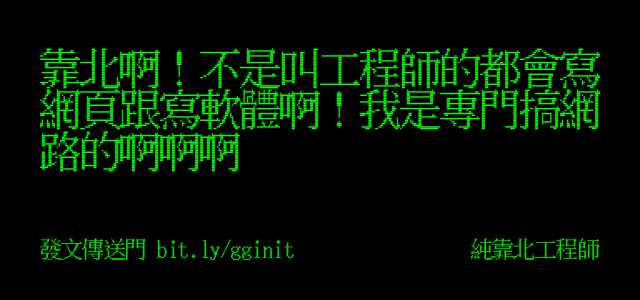 靠北啊！不是叫工程師的都會寫
網頁跟寫軟體啊！我是專門搞網
路的啊啊啊
發文傳送門 bit.ly/gginit
純靠北工程師